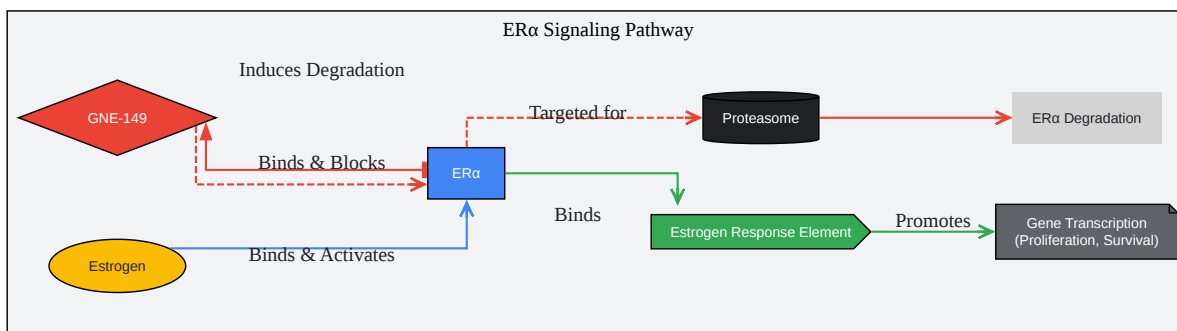 ERα Signaling Pathway
Induces Degradation
GNE-149
Targeted for
Proteasome
ERα Degradation
Binds & Blocks
ERα
Binds
Estrogen Response Element
Promotes
Gene Transcription
(Proliferation, Survival)
Estrogen
Binds & Activates